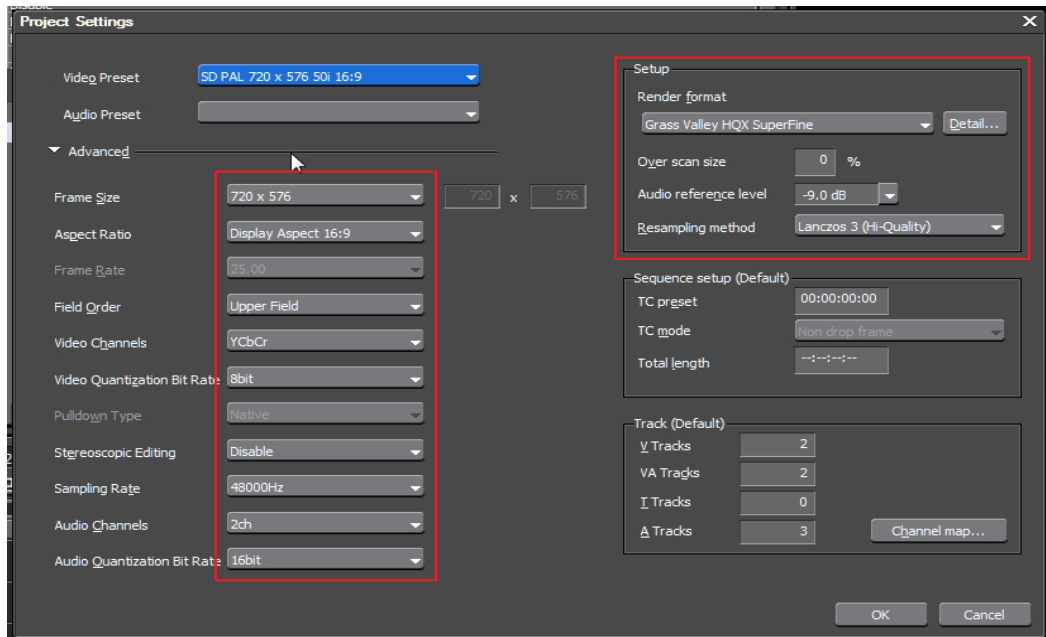 Project Settings
Video Preset SD PAL 720 x 576 50i 16:9
Audio Preset
Advanced
Frame Size 720 x 576 720 x 576
Aspect Ratio Display Aspect 16:9
Frame Rate 25.00
Field Order Upper Field
Video Channels YCbCr
Video Quantization Bit Rate 8bit
Pulldown Type Native
Stereoscopic Editing Disable
Sampling Rate 48000Hz
Audio Channels 2ch
Audio Quantization Bit Rate 16bit
Setup
Render format
Grass Valley HQX SuperFine Detail...
Over scan size 0 %
Audio reference level -9.0 dB
Resampling method Lanczos 3 (Hi-Quality)
Sequence setup (Default)
TC preset 00:00:00:00
TC mode Non drop frame
Total length --:--:--:--
Track (Default)
V Tracks 2
VA Tracks 2
T Tracks 0
A Tracks 3 Channel map...
OK Cancel